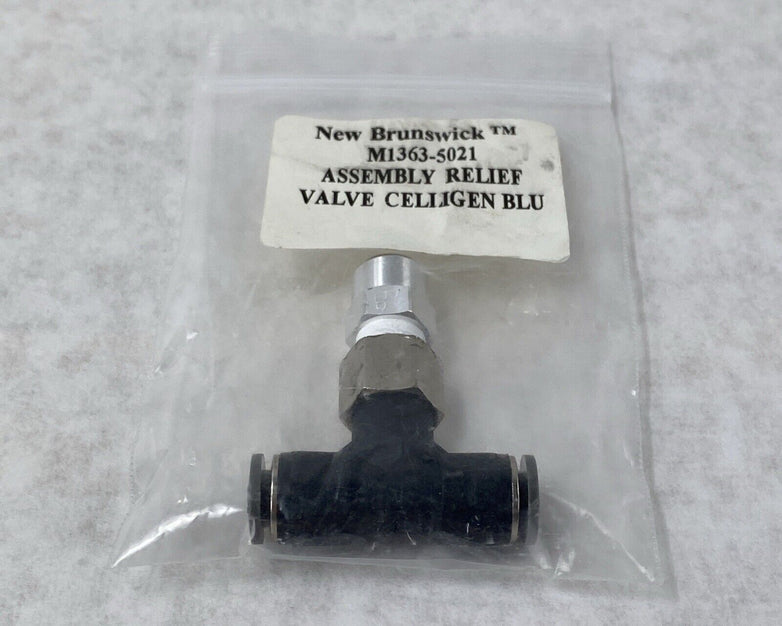 New Brunswick ™
M1363-5021
ASSEMBLY RELIEF
VALVE CELLIGEN BLU